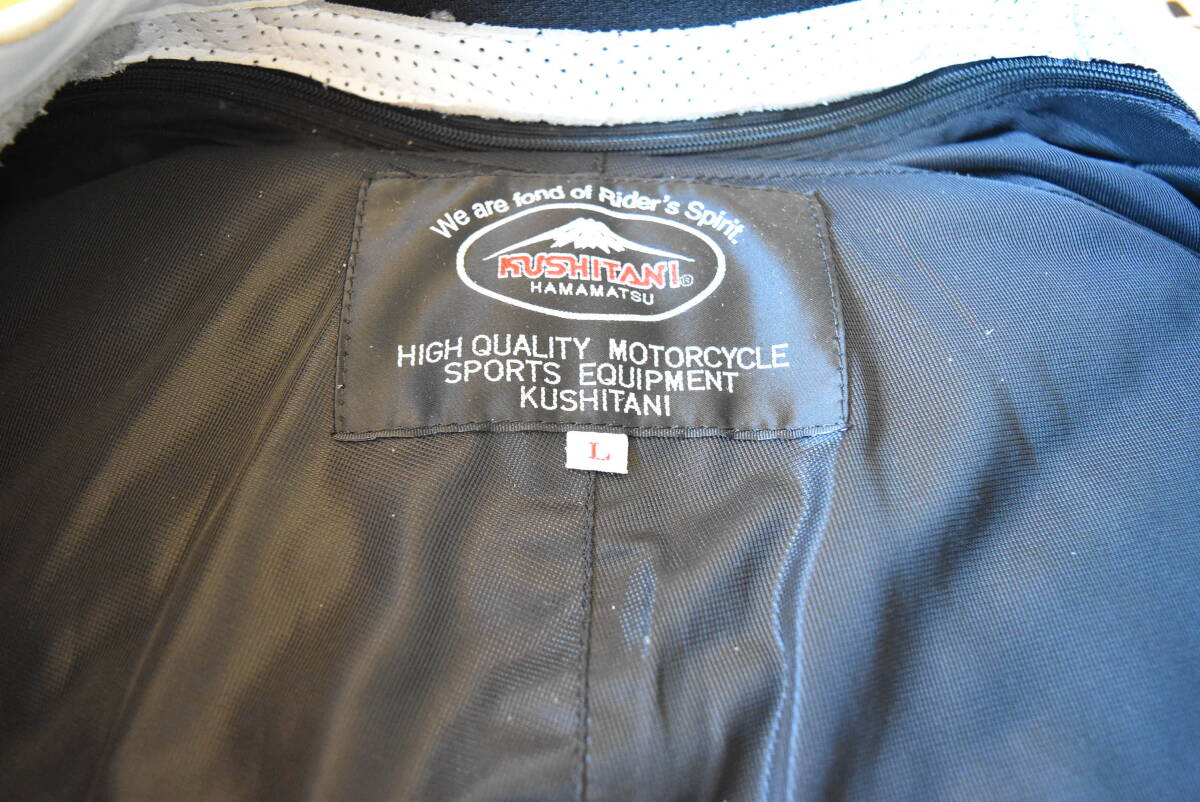 We are fond of Rider's Spirit.
KUSHITANI®
HAMAMATSU
HIGH QUALITY MOTORCYCLE
SPORTS EQUIPMENT
KUSHITANI
L